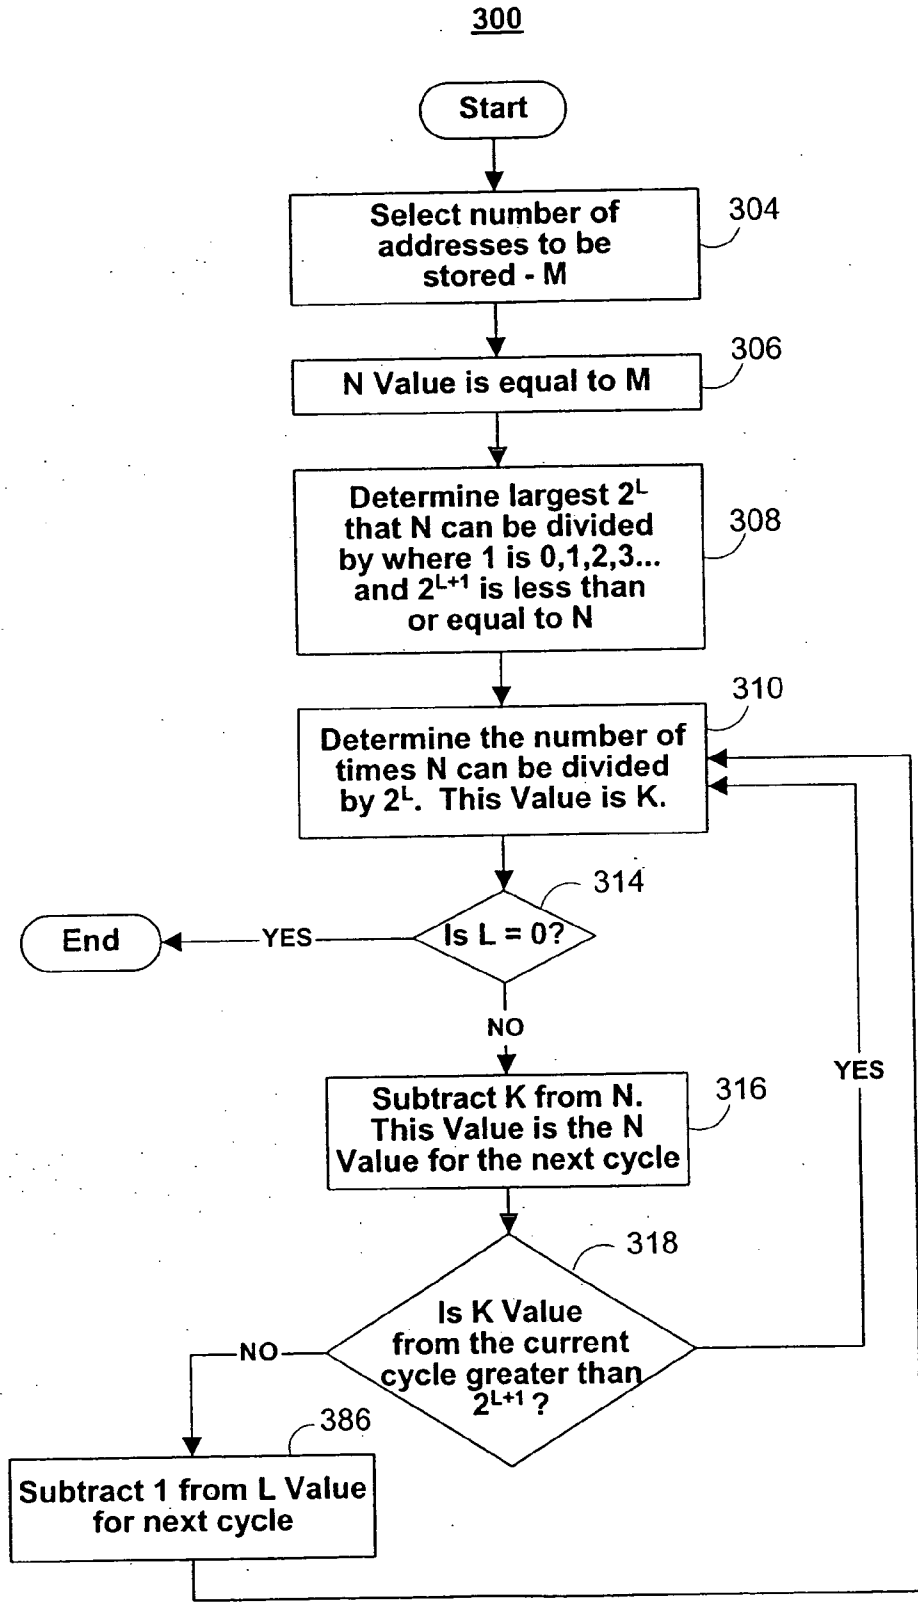 300
Start
Select number of
addresses to be
stored - M
304
N Value is equal to M
306
Determine largest 2^L
that N can be divided
by where 1 is 0,1,2,3...
and 2^L+1 is less than
or equal to N
308
310
Determine the number of
times N can be divided
by 2^L. This Value is K.
314
Is L = 0?
YES
End
NO
YES
Subtract K from N.
This Value is the N
Value for the next cycle
316
318
Is K Value
from the current
cycle greater than
2^L+1 ?
NO
386
Subtract 1 from L Value
for next cycle